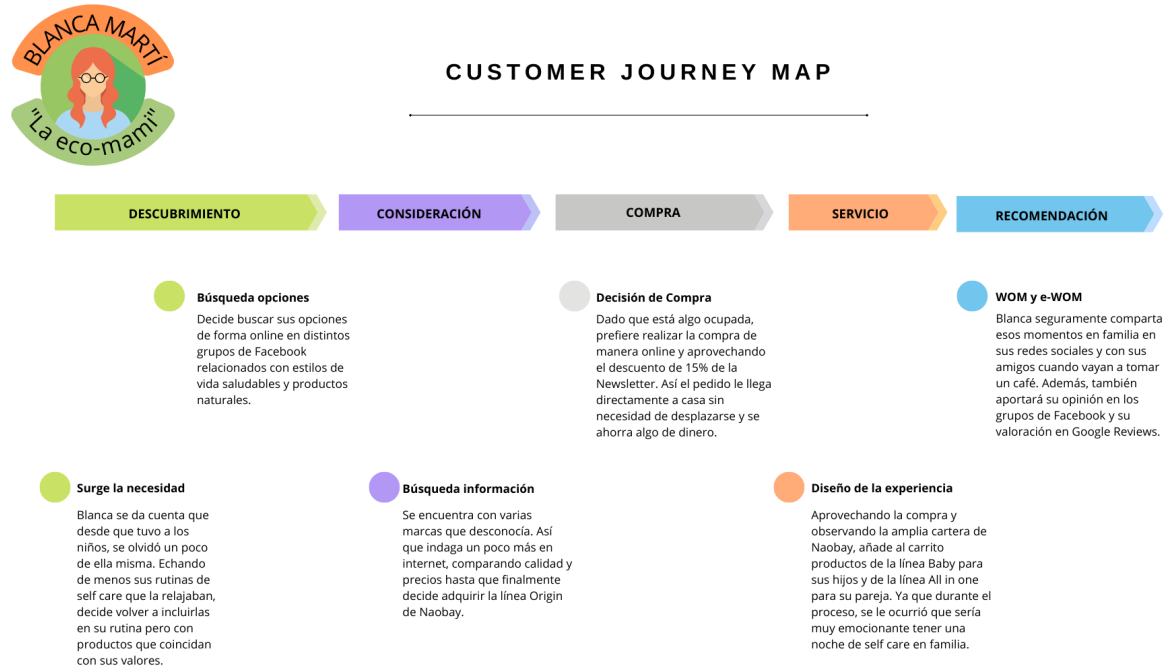 BLANCA MARTÍ
"La eco-mami"
CUSTOMER JOURNEY MAP
DESCUBRIMIENTO
CONSIDERACIÓN
COMPRA
SERVICIO
RECOMENDACIÓN
Búsqueda opciones
Decide buscar sus opciones
de forma online en distintos
grupos de Facebook
relacionados con estilos de
vida saludables y productos
naturales.
Decisión de Compra
Dado que está algo ocupada,
prefiere realizar la compra de
manera online y aprovechando
el descuento de 15% de la
Newsletter. Así el pedido le llega
directamente a casa sin
necesidad de desplazarse y se
ahorra algo de dinero.
WOM y e-WOM
Blanca seguramente comparta
esos momentos en familia en
sus redes sociales y con sus
amigos cuando vayan a tomar
un café. Además, también
aportará su opinión en los
grupos de Facebook y su
valoración en Google Reviews.
Surge la necesidad
Blanca se da cuenta que
desde que tuvo a los
niños, se olvidó un poco
de ella misma. Echando
de menos sus rutinas de
self care que la relajaban,
decide volver a incluirlas
en su rutina pero con
productos que coincidan
con sus valores.
Búsqueda información
Se encuentra con varias
marcas que desconocía. Así
que indaga un poco más en
internet, comparando calidad y
precios hasta que finalmente
decide adquirir la línea Origin
de Naobay.
Diseño de la experiencia
Aprovechando la compra y
observando la amplia cartera de
Naobay, añade al carrito
productos de la línea Baby para
sus hijos y de la línea All in one
para su pareja. Ya que durante el
proceso, se le ocurrió que sería
muy emocionante tener una
noche de self care en familia.